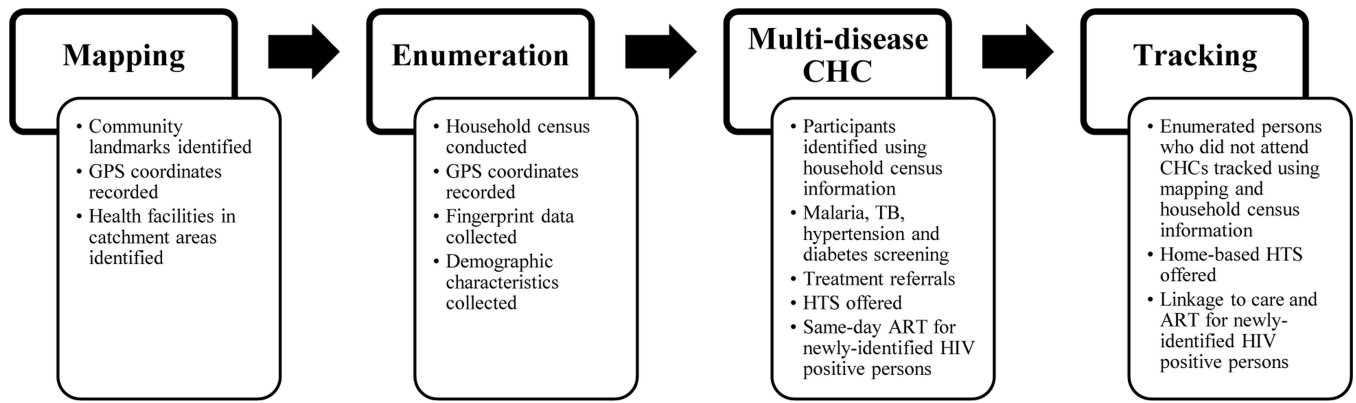 Mapping
• Community
landmarks identified
• GPS coordinates
recorded
• Health facilities in
catchment areas
identified
Enumeration
• Household census
conducted
• GPS coordinates
recorded
• Fingerprint data
collected
• Demographic
characteristics
collected
Multi-disease
CHC
• Participants
identified using
household census
information
• Malaria, TB,
hypertension and
diabetes screening
• Treatment referrals
• HTS offered
• Same-day ART for
newly-identified HIV
positive persons
Tracking
• Enumerated persons
who did not attend
CHCs tracked using
mapping and
household census
information
• Home-based HTS
offered
• Linkage to care and
ART for newly-
identified HIV
positive persons